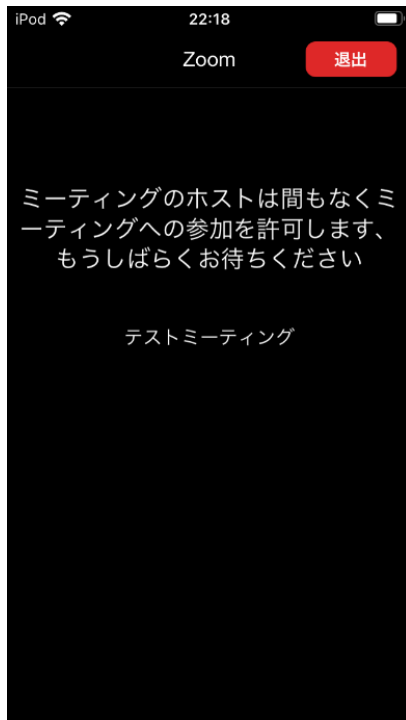 iPod 22:18
Zoom 退出
ミーティングのホストは間もなくミ
ーティングへの参加を許可します、
もうしばらくお待ちください
テストミーティング